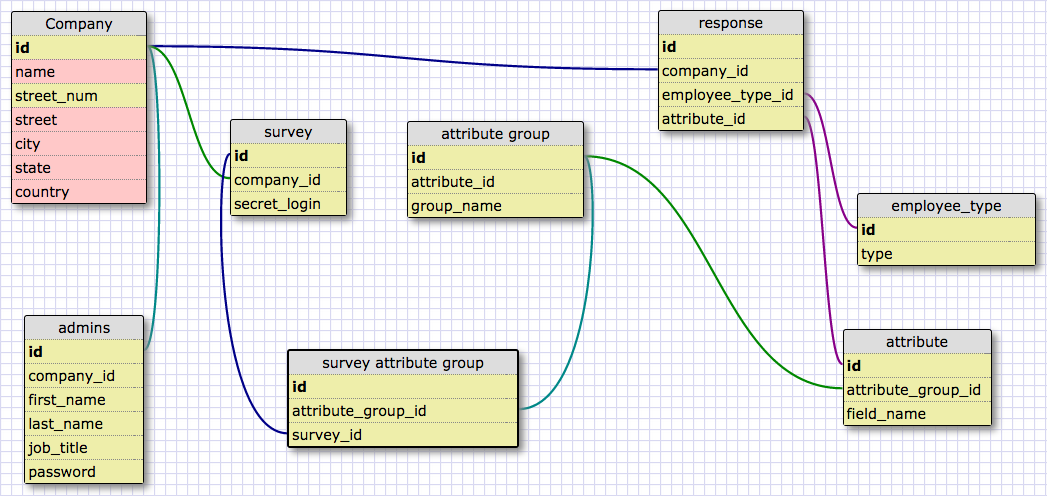 Company
id
name
street_num
street
city
state
country
survey
id
company_id
secret_login
attribute group
id
attribute_id
group_name
response
id
company_id
employee_type_id
attribute_id
employee_type
id
type
admins
id
company_id
first_name
last_name
job_title
password
survey attribute group
id
attribute_group_id
survey_id
attribute
id
attribute_group_id
field_name